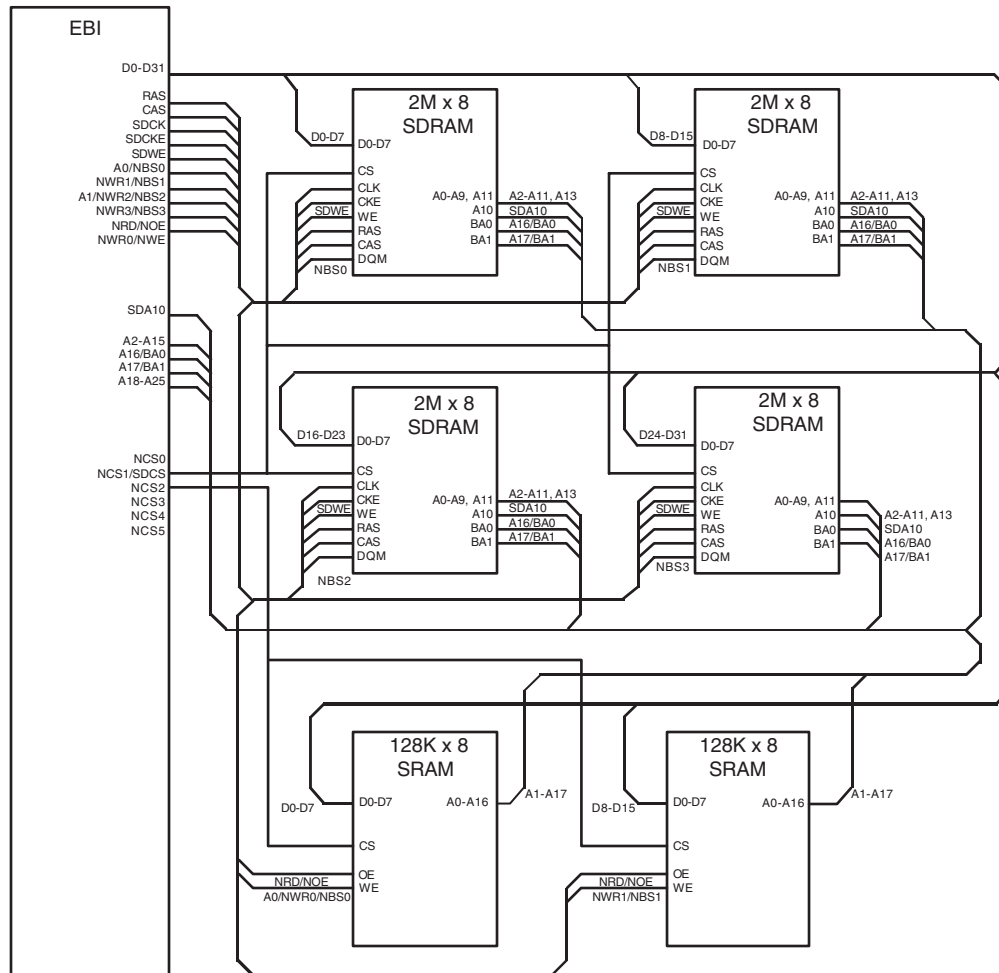 EBI
D0-D31
RAS
CAS
SDCK
SDCKE
SDWE
A0/NBS0
NWR1/NBS1
A1/NWR2/NBS2
NWR3/NBS3
NRD/NOE
NWR0/NWE
SDA10
A2-A15
A16/BA0
A17/BA1
A18-A25
NCS0
NCS1/SDCS
NCS2
NCS3
NCS4
NCS5
2M x 8
SDRAM
D0-D7
D0-D7
CS
CLK
CKE
SDWE
WE
RAS
CAS
DQM
NBS0
A0-A9, A11
A10
BA0
BA1
A2-A11, A13
SDA10
A16/BA0
A17/BA1
2M x 8
SDRAM
D8-D15
D0-D7
CS
CLK
CKE
SDWE
WE
RAS
CAS
DQM
NBS1
A0-A9, A11
A10
BA0
BA1
A2-A11, A13
SDA10
A16/BA0
A17/BA1
2M x 8
SDRAM
D16-D23
D0-D7
CS
CLK
CKE
SDWE
WE
RAS
CAS
DQM
NBS2
A0-A9, A11
A10
BA0
BA1
A2-A11, A13
SDA10
A16/BA0
A17/BA1
2M x 8
SDRAM
D24-D31
D0-D7
CS
CLK
CKE
SDWE
WE
RAS
CAS
DQM
NBS3
A0-A9, A11
A10
BA0
BA1
A2-A11, A13
SDA10
A16/BA0
A17/BA1
128K x 8
SRAM
D0-D7
D0-D7
CS
OE
NRD/NOE
WE
A0/NWR0/NBS0
A0-A16
A1-A17
128K x 8
SRAM
D8-D15
D0-D7
CS
OE
NRD/NOE
WE
NWR1/NBS1
A0-A16
A1-A17